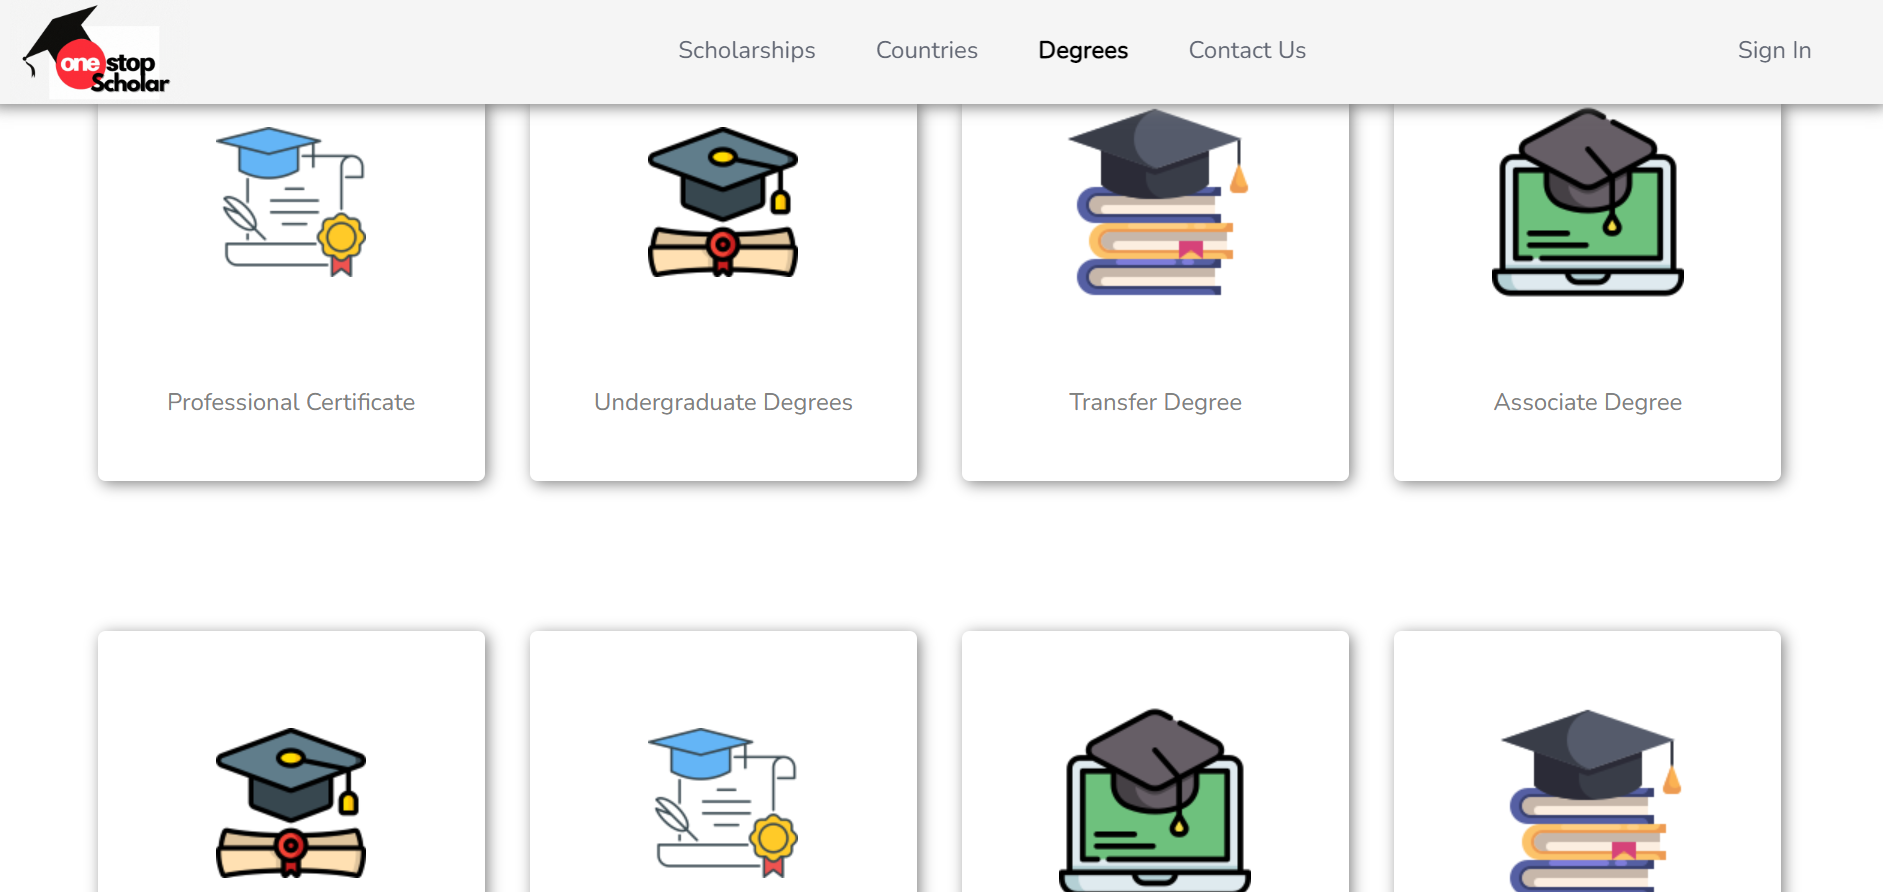 one stop
Scholar
Scholarships Countries Degrees Contact Us Sign In
Professional Certificate Undergraduate Degrees Transfer Degree Associate Degree